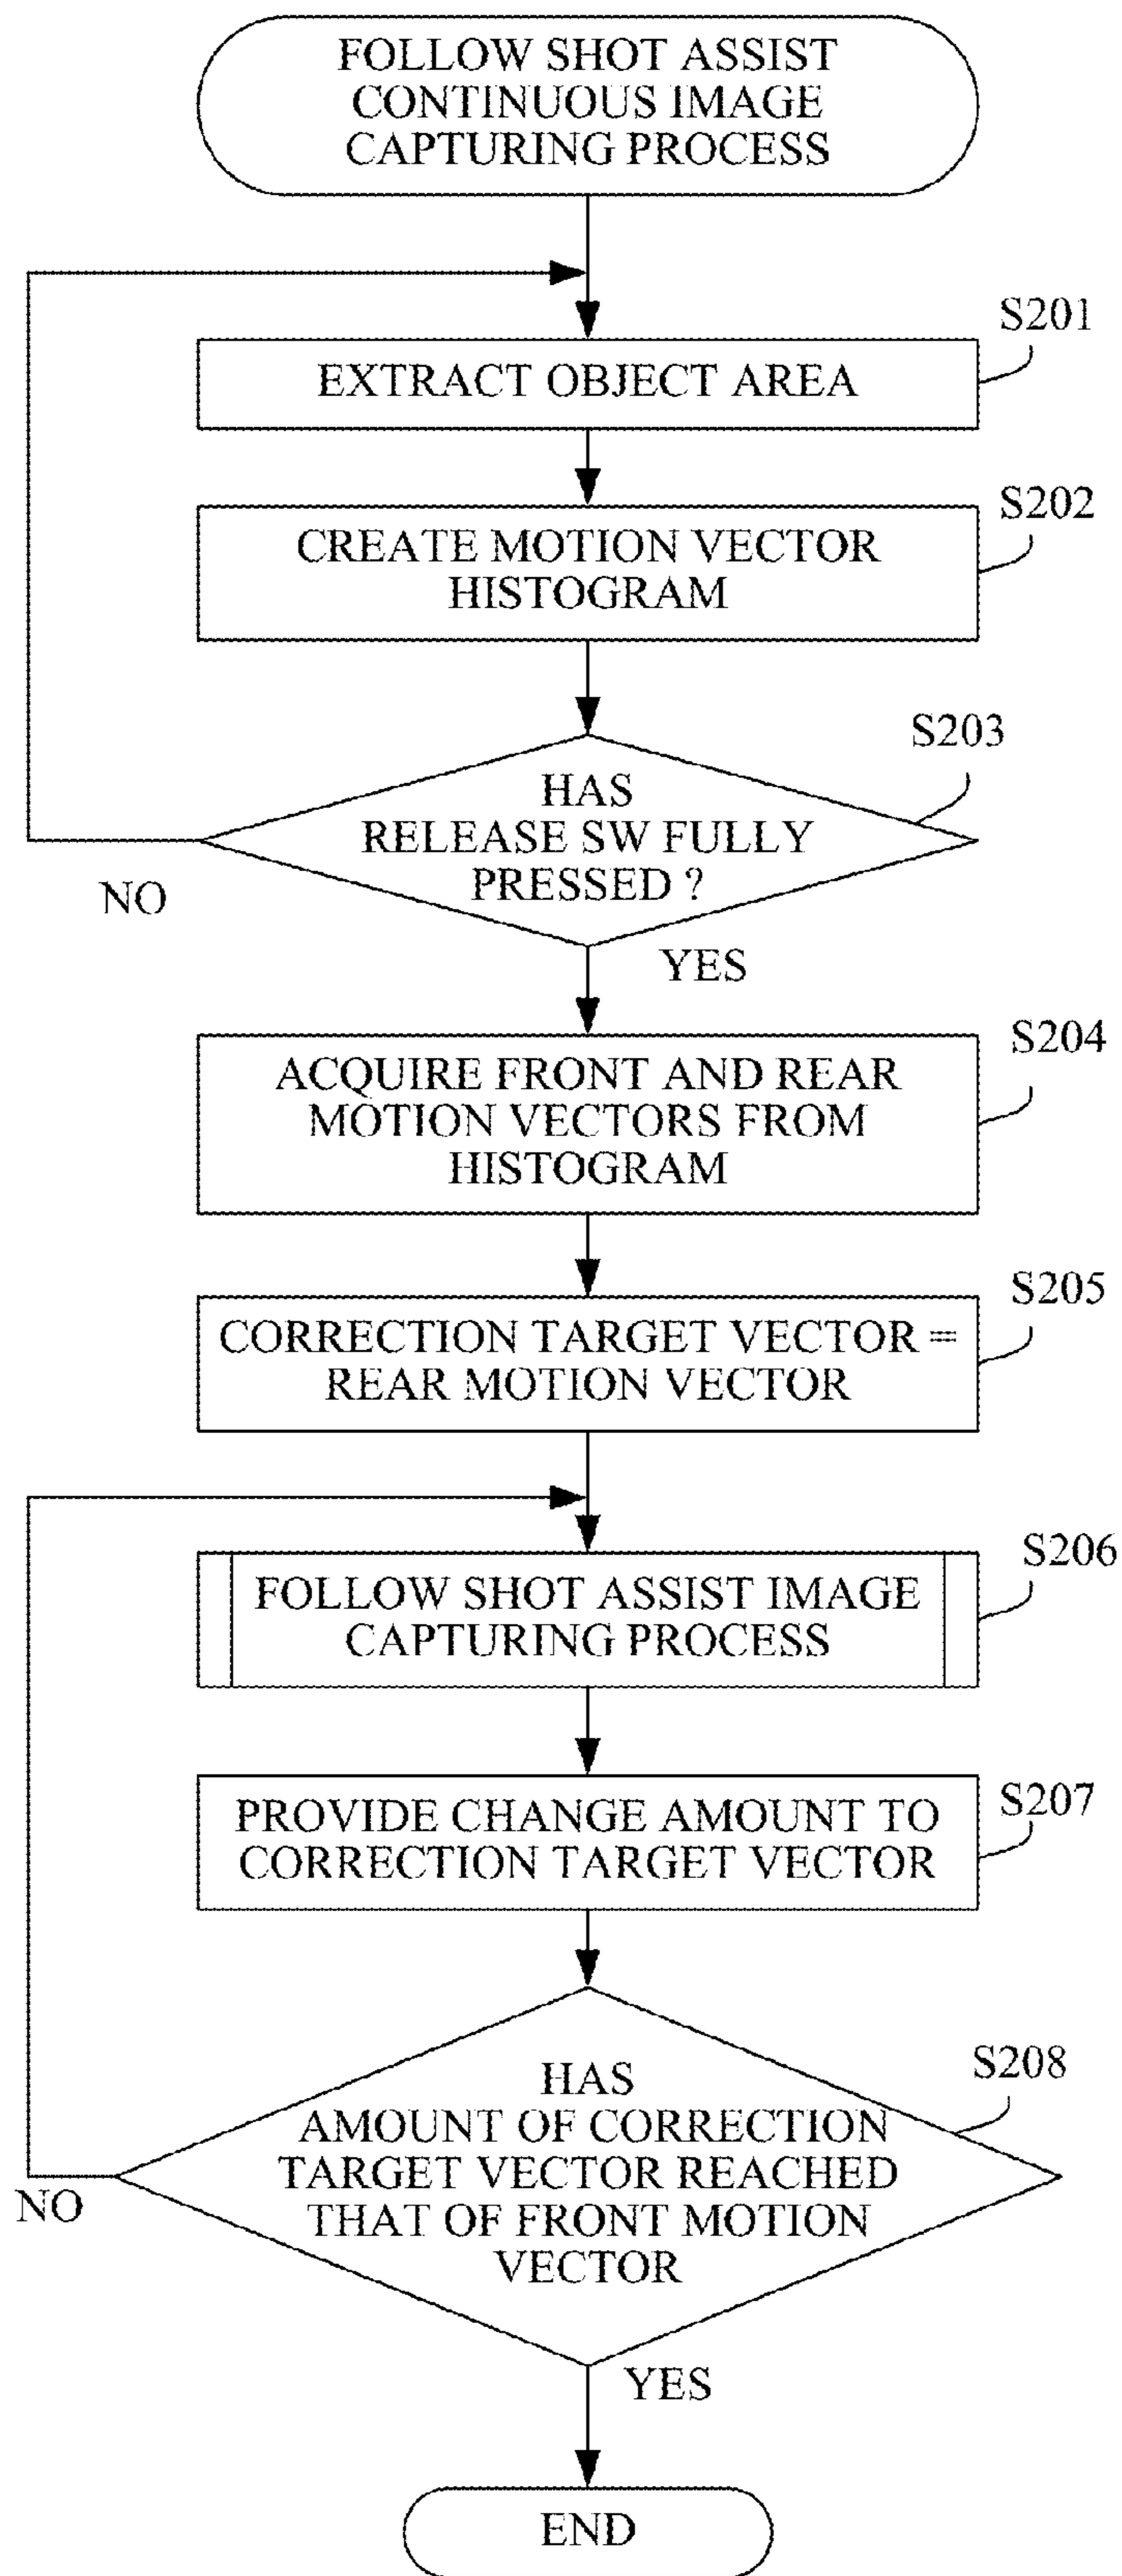 FOLLOW SHOT ASSIST
CONTINUOUS IMAGE
CAPTURING PROCESS
S201
EXTRACT OBJECT AREA
S202
CREATE MOTION VECTOR
HISTOGRAM
S203
HAS
RELEASE SW FULLY
PRESSED ?
NO
YES
S204
ACQUIRE FRONT AND REAR
MOTION VECTORS FROM
HISTOGRAM
S205
CORRECTION TARGET VECTOR =
REAR MOTION VECTOR
S206
FOLLOW SHOT ASSIST IMAGE
CAPTURING PROCESS
S207
PROVIDE CHANGE AMOUNT TO
CORRECTION TARGET VECTOR
S208
HAS
AMOUNT OF CORRECTION
TARGET VECTOR REACHED
THAT OF FRONT MOTION
VECTOR
NO
YES
END